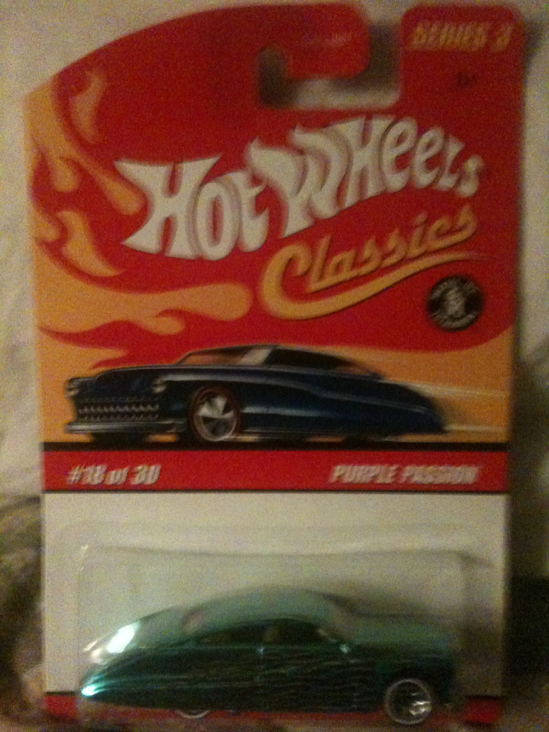 SERIES 3
Hot Wheels
Classics
#18 of 30
PURPLE PASSION